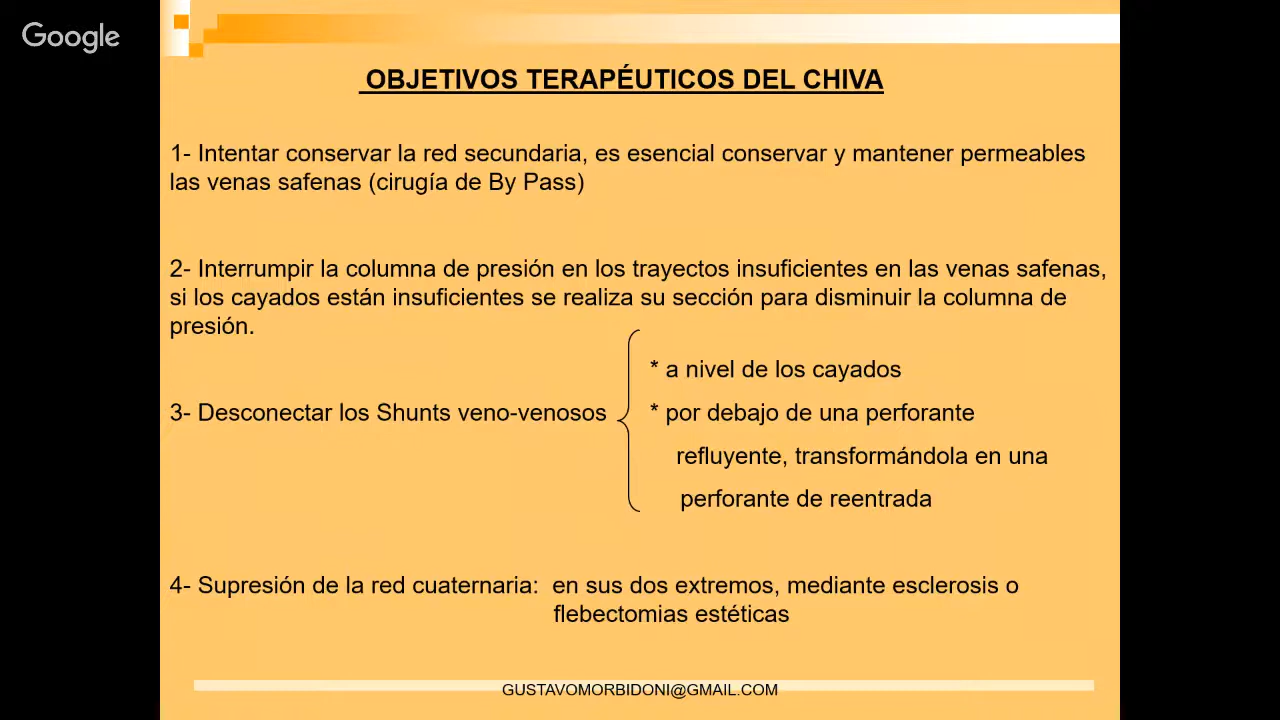 Google
OBJETIVOS TERAPÉUTICOS DEL CHIVA
1- Intentar conservar la red secundaria, es esencial conservar y mantener permeables
las venas safenas (cirugía de By Pass)
2- Interrumpir la columna de presión en los trayectos insuficientes en las venas safenas,
si los cayados están insuficientes se realiza su sección para disminuir la columna de
presión.
3- Desconectar los Shunts veno-venosos
* a nivel de los cayados
* por debajo de una perforante
refluyente, transformándola en una
perforante de reentrada
4- Supresión de la red cuaternaria: en sus dos extremos, mediante esclerosis o
flebectomias estéticas
GUSTAVOMORBIDONI@GMAIL.COM